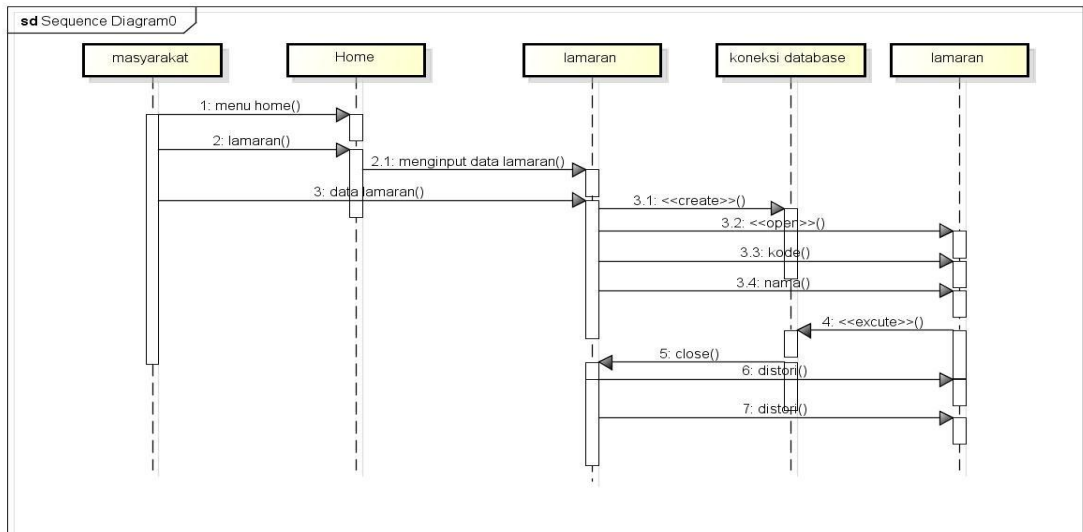 sd Sequence Diagram0
masyarakat
Home
lamaran
koneksi database
lamaran
1: menu home()
2: lamaran()
2.1: menginput data lamaran()
3: data lamaran()
3.1: <<create>>()
3.2: <<open>>()
3.3: kode()
3.4: nama()
4: <<excute>>()
5: close()
6: distori()
7: distori()